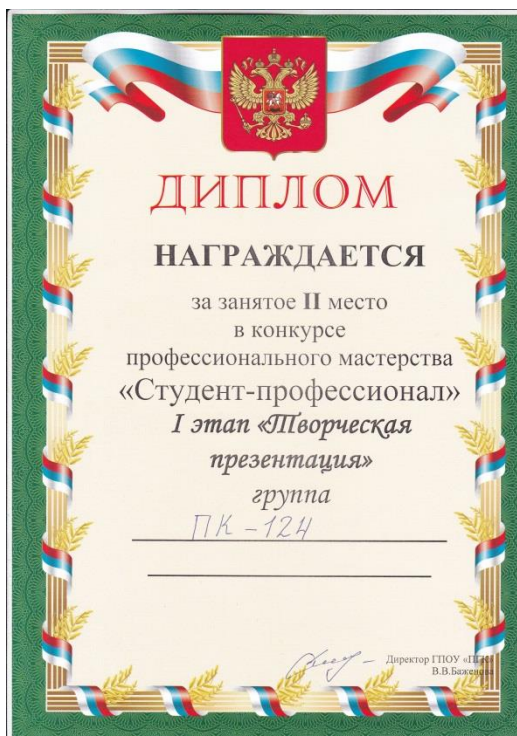 ДИПЛОМ
НАГРАЖДАЕТСЯ
за занятое II место
в конкурсе
профессионального мастерства
«Студент-профессионал»
I этап «Творческая
презентация»
группа
ПК-124
Директор ГПОУ «ПГК»
В.В.Баженова